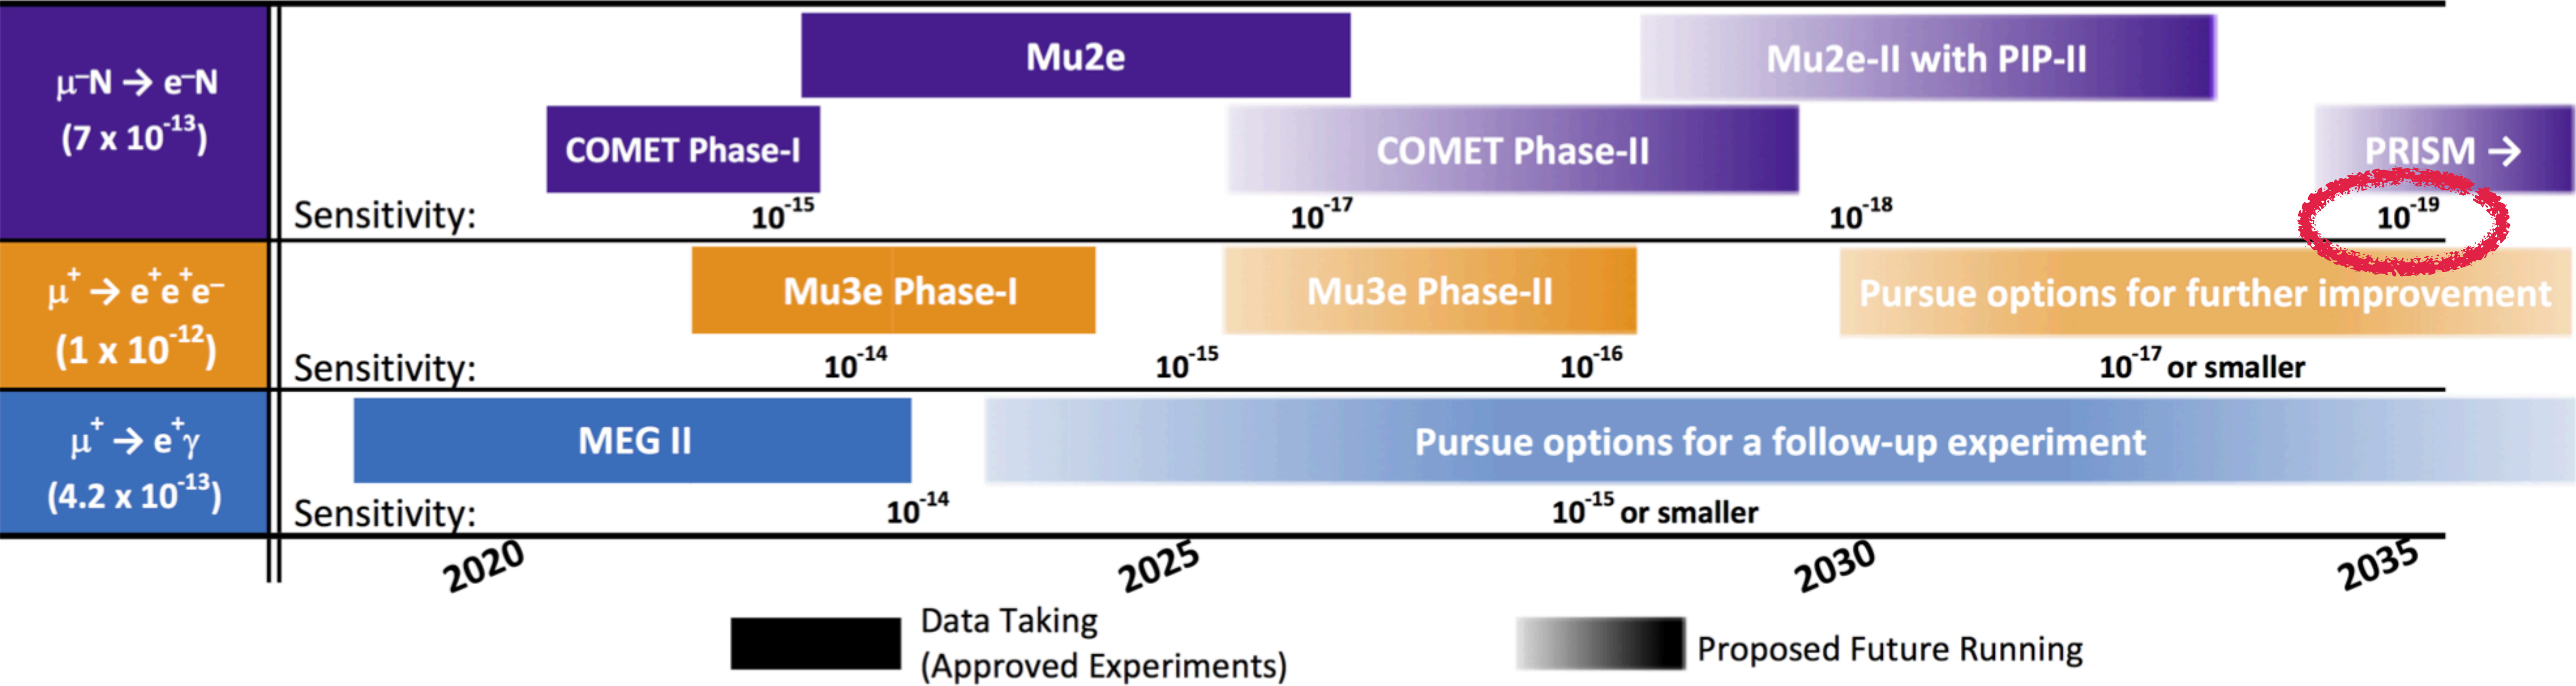 μ⁻N → e⁻N
(7 x 10⁻¹³)
Mu2e
Mu2e-II with PIP-II
COMET Phase-I
COMET Phase-II
PRISM →
Sensitivity: 10⁻¹⁵ 10⁻¹⁷ 10⁻¹⁸ 10⁻¹⁹
μ⁺ → e⁺e⁺e⁻
(1 x 10⁻¹²)
Mu3e Phase-I
Mu3e Phase-II
Pursue options for further improvement
Sensitivity: 10⁻¹⁴ 10⁻¹⁵ 10⁻¹⁶ 10⁻¹⁷ or smaller
μ⁺ → e⁺γ
(4.2 x 10⁻¹³)
MEG II
Pursue options for a follow-up experiment
Sensitivity: 10⁻¹⁴ 10⁻¹⁵ or smaller
2020 2025 2030 2035
Data Taking
(Approved Experiments)
Proposed Future Running